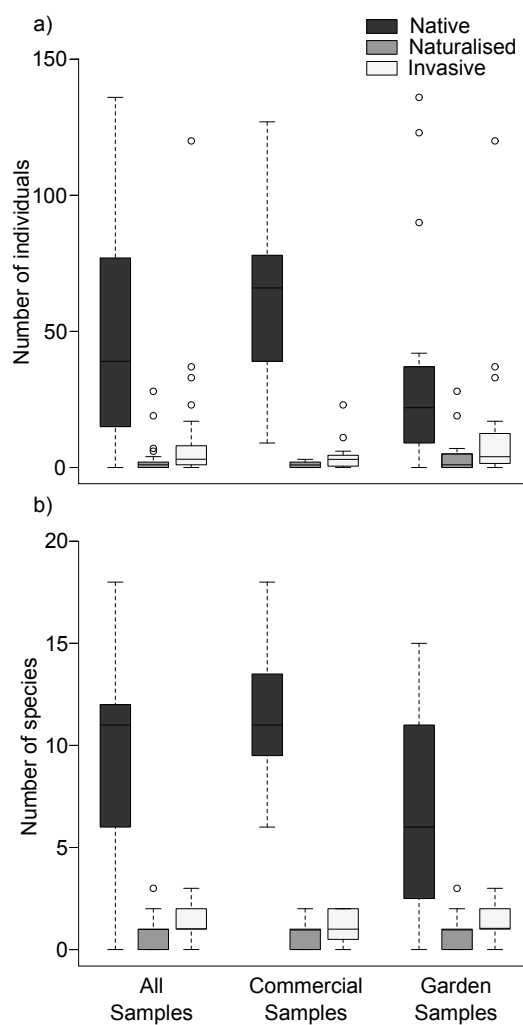 a)
Native
Naturalised
Invasive
150
100
50
0
Number of individuals
b)
20
15
10
5
0
Number of species
All Samples
Commercial Samples
Garden Samples